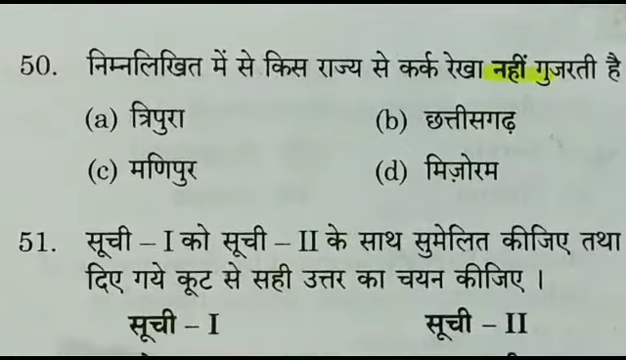 50. निम्नलिखित में से किस राज्य से कर्क रेखा नहीं गुजरती है
(a) त्रिपुरा (b) छत्तीसगढ़
(c) मणिपुर (d) मिज़ोरम
51. सूची – I को सूची – II के साथ सुमेलित कीजिए तथा
दिए गये कूट से सही उत्तर का चयन कीजिए ।
सूची – I सूची – II